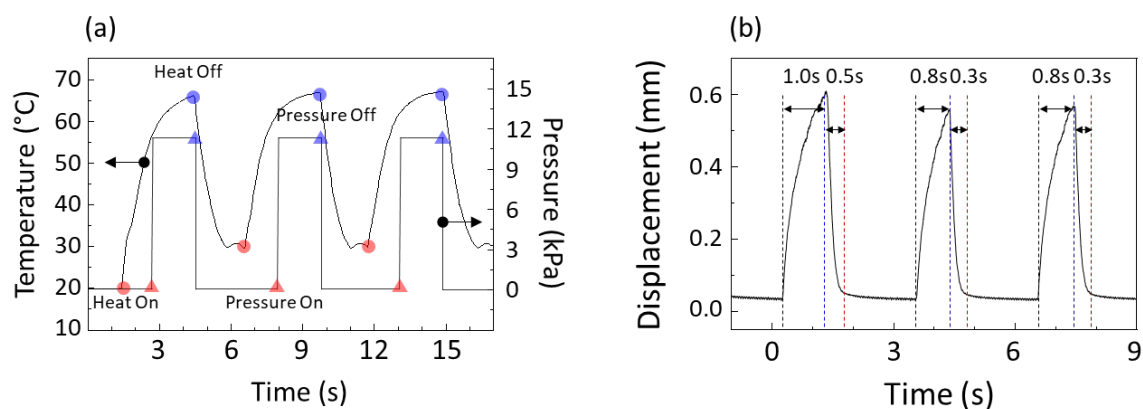 (a)
Temperature (°C)
70
60
50
40
30
20
10
Heat Off
Pressure Off
Heat On
Pressure On
15
12
9
6
3
0
Pressure (kPa)
3
6
9
12
15
Time (s)
(b)
Displacement (mm)
0.6
0.4
0.2
0.0
1.0s 0.5s
0.8s 0.3s
0.8s 0.3s
0
3
6
9
Time (s)